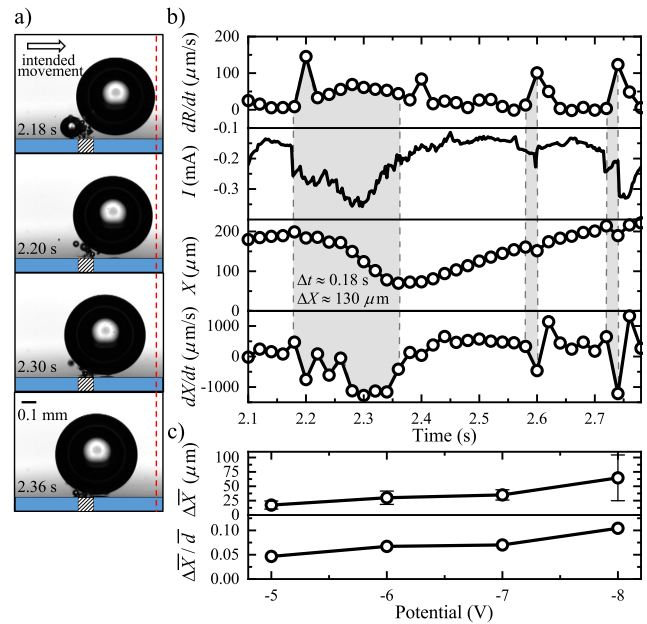 a)
intended
movement
2.18 s
2.20 s
2.30 s
0.1 mm
2.36 s
b)
dR/dt (μm/s)
200
100
0
I (mA)
-0.1
-0.2
-0.3
X (μm)
200
100
0
Δt ≈ 0.18 s
ΔX ≈ 130 μm
dX/dt (μm/s)
1000
0
-1000
2.1 2.2 2.3 2.4 2.5 2.6 2.7
Time (s)
c)
ΔX̅ (μm)
100
75
50
25
0
ΔX̅ / d̅
0.10
0.05
0.00
-5 -6 -7 -8
Potential (V)